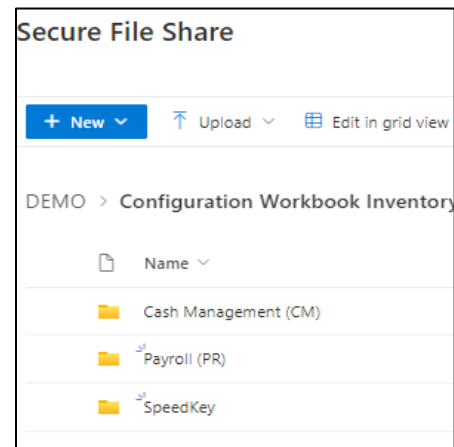 Secure File Share
+ New Upload Edit in grid view
DEMO > Configuration Workbook Inventory
Name
Cash Management (CM)
Payroll (PR)
SpeedKey